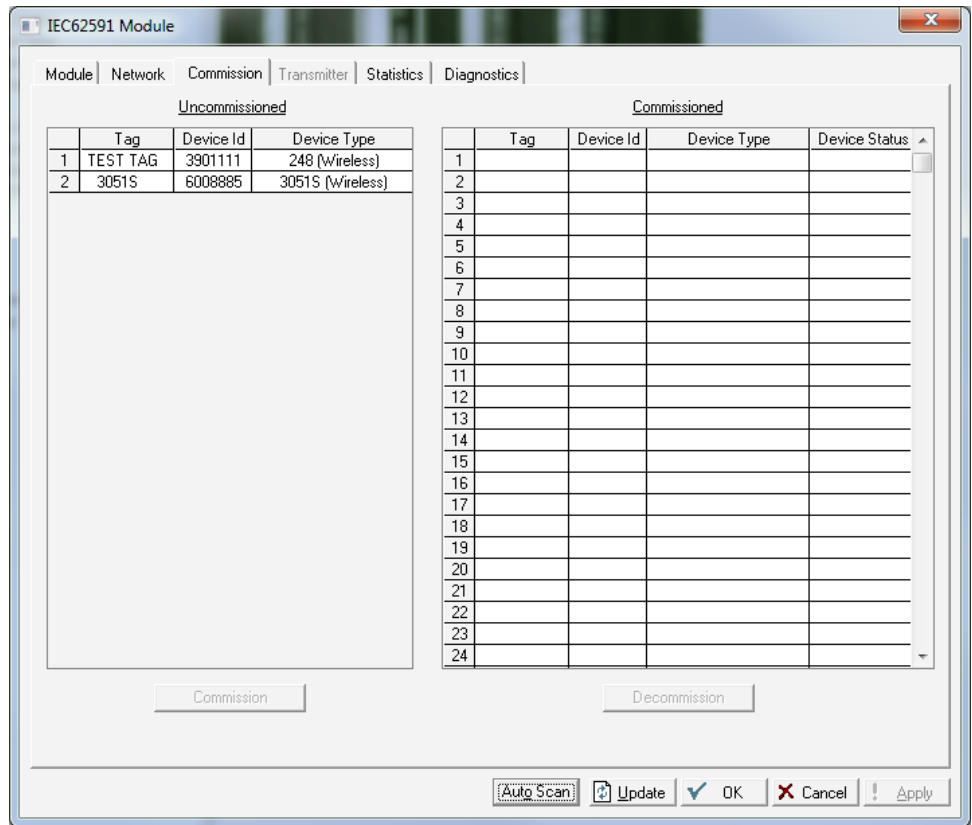 IEC62591 Module
Module Network Commission Transmitter Statistics Diagnostics
Uncommissioned
Tag Device Id Device Type
1 TEST TAG 3901111 248 (Wireless)
2 3051S 6008885 3051S (Wireless)
Commission
Commissioned
Tag Device Id Device Type Device Status
1
2
3
4
5
6
7
8
9
10
11
12
13
14
15
16
17
18
19
20
21
22
23
24
Decommission
Auto Scan Update OK Cancel Apply